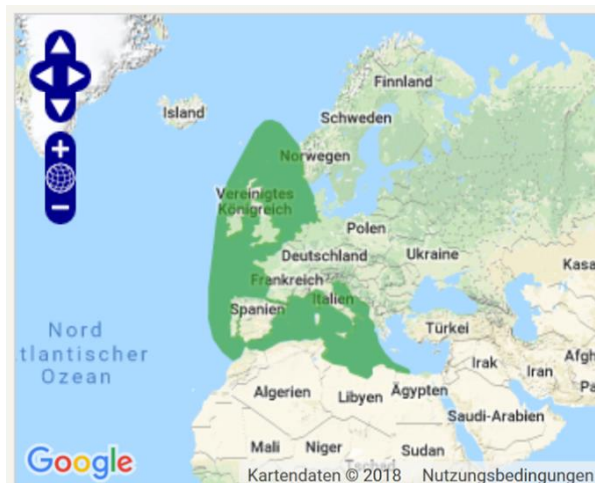 Finnland
Island
Schweden
Norwegen
Vereinigtes
Königreich
Polen
Deutschland
Ukraine
Kasa
Frankreich
Italien
Spanien
Türkei
Nord
tlantischer
Ozean
Irak
Iran
Afgh
Pa
Algerien
Libyen
Ägypten
Saudi-Arabien
Mali
Niger
Sudan
Tschad
Google
Kartendaten © 2018
Nutzungsbedingungen